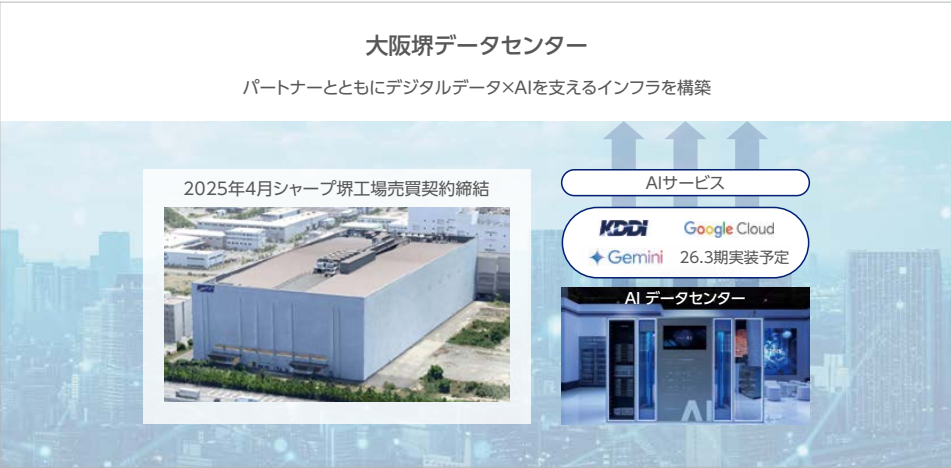 大阪堺データセンター
パートナーとともにデジタルデータ×AIを支えるインフラを構築
2025年4月シャープ堺工場売買契約締結
KDDI
AIサービス
KDDI Google Cloud
Gemini 26.3期実装予定
AI データセンター
AI